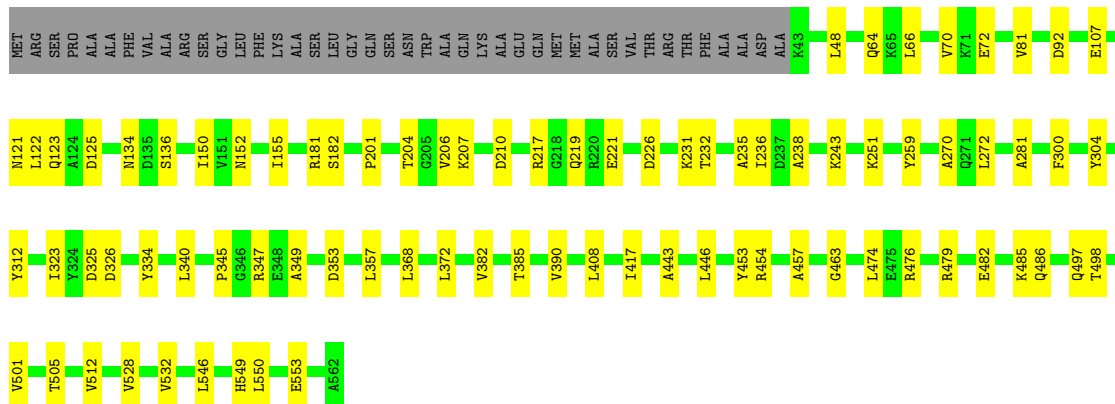 MET ARG SER PRO ALA ALA PHE VAL ALA ARG SER GLY LEU PHE LYS ALA SER LEU GLY GLN SER ASN TRP ALA GLN LYS ALA GLU GLN MET MET ALA SER VAL THR ARG THR PHE ALA ALA ASP ALA K43 L48 Q64 K65 L66 V70 K71 E72 V81 D92 E107
N121 L122 Q123 A124 D125 N134 D135 S136 I150 V151 N152 I155 R181 S182 P201 T204 G205 V206 K207 D210 R217 G218 Q219 R220 E221 D226 K231 T232 A235 I236 D237 A238 K243 K251 Y259 A270 Q271 L272 A281 F300 Y304
Y312 I323 Y324 D325 D326 Y334 L340 P345 G346 R347 E348 A349 D353 L357 L368 L372 V382 T385 V390 L408 I417 A443 L446 Y453 R454 A457 G463 L474 E475 R476 R479 E482 K485 Q486 Q497 T498
V501 T505 V512 V528 V532 L546 H549 L550 E553 A562